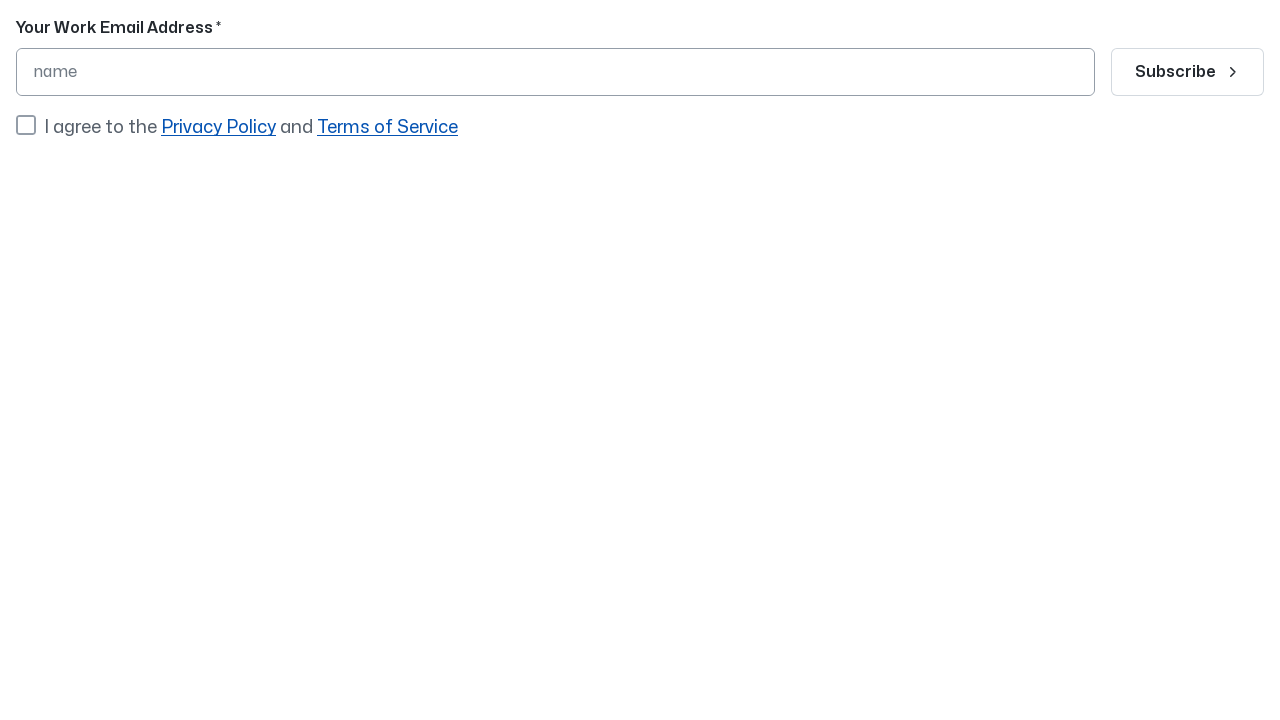 Your Work Email Address *
name
Subscribe
I agree to the Privacy Policy and Terms of Service